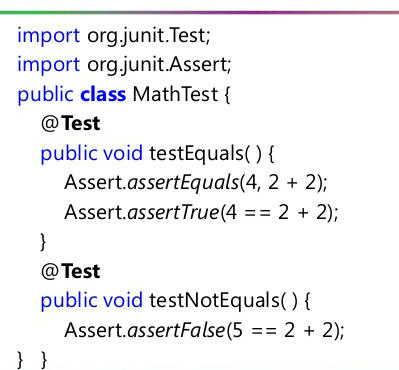 import org.junit.Test;
import org.junit.Assert;
public class MathTest {
@Test
public void testEquals( ) {
Assert.assertEquals(4, 2 + 2);
Assert.assertTrue(4 == 2 + 2);
}
@Test
public void testNotEquals( ) {
Assert.assertFalse(5 == 2 + 2);
} }